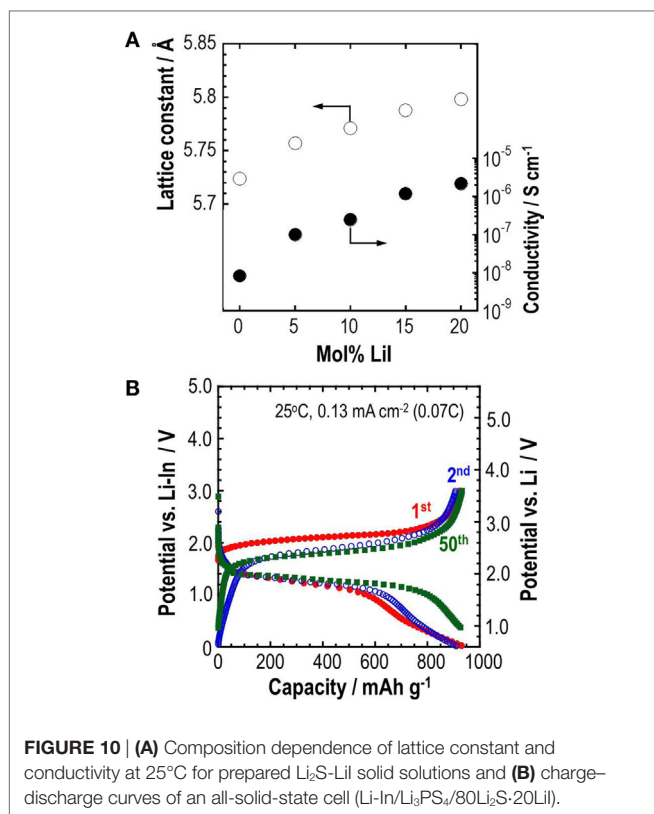 A
Lattice constant / Å
5.85
5.8
5.75
5.7
10⁻⁵
10⁻⁶
10⁻⁷
10⁻⁸
10⁻⁹
Conductivity / S cm⁻¹
0 5 10 15 20
Mol% LiI
B
Potential vs. Li-In / V
5.0
4.0
3.0
2.0
1.0
0
25°C, 0.13 mA cm⁻² (0.07C)
2ⁿᵈ
1ˢᵗ
50ᵗʰ
5.0
4.0
3.0
2.0
1.0
Potential vs. Li / V
0 200 400 600 800 1000
Capacity / mAh g⁻¹
FIGURE 10 | (A) Composition dependence of lattice constant and
conductivity at 25°C for prepared Li₂S-LiI solid solutions and (B) charge–
discharge curves of an all-solid-state cell (Li-In/Li₃PS₄/80Li₂S·20LiI).